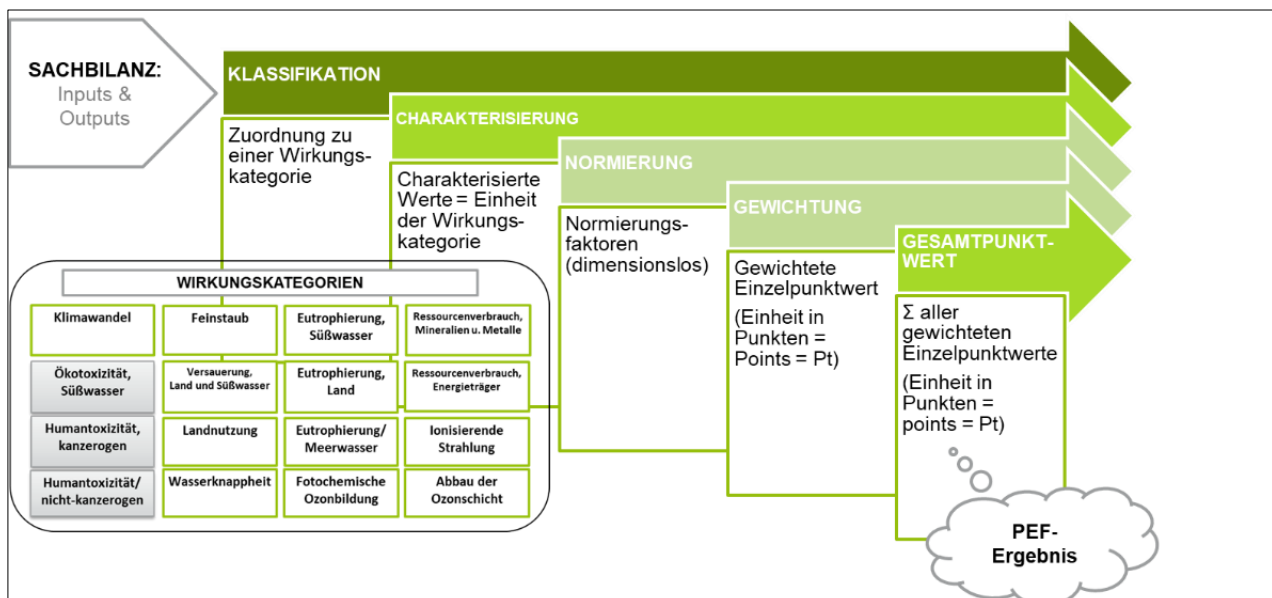 SACHBILANZ:
Inputs &
Outputs
KLASSIFIKATION
Zuordnung zu
einer Wirkungs-
kategorie
CHARAKTERISIERUNG
Charakterisierte
Werte = Einheit
der Wirkungs-
kategorie
NORMIERUNG
Normierungs-
faktoren
(dimensionslos)
GEWICHTUNG
Gewichtete
Einzelpunktwert
(Einheit in
Punkten =
Points = Pt)
GESAMTPUNKT-
WERT
Σ aller
gewichteten
Einzelpunktwerte
(Einheit in
Punkten =
points = Pt)
PEF-
Ergebnis
WIRKUNGSKATEGORIEN
Klimawandel
Feinstaub
Eutrophierung,
Süßwasser
Ressourcenverbrauch,
Mineralien u. Metalle
Ökotoxizität,
Süßwasser
Versauerung,
Land und Süßwasser
Eutrophierung,
Land
Ressourcenverbrauch,
Energieträger
Humantoxizität,
kanzerogen
Landnutzung
Eutrophierung/
Meerwasser
Ionisierende
Strahlung
Humantoxizität/
nicht-kanzerogen
Wasserknappheit
Fotochemische
Ozonbildung
Abbau der
Ozonschicht